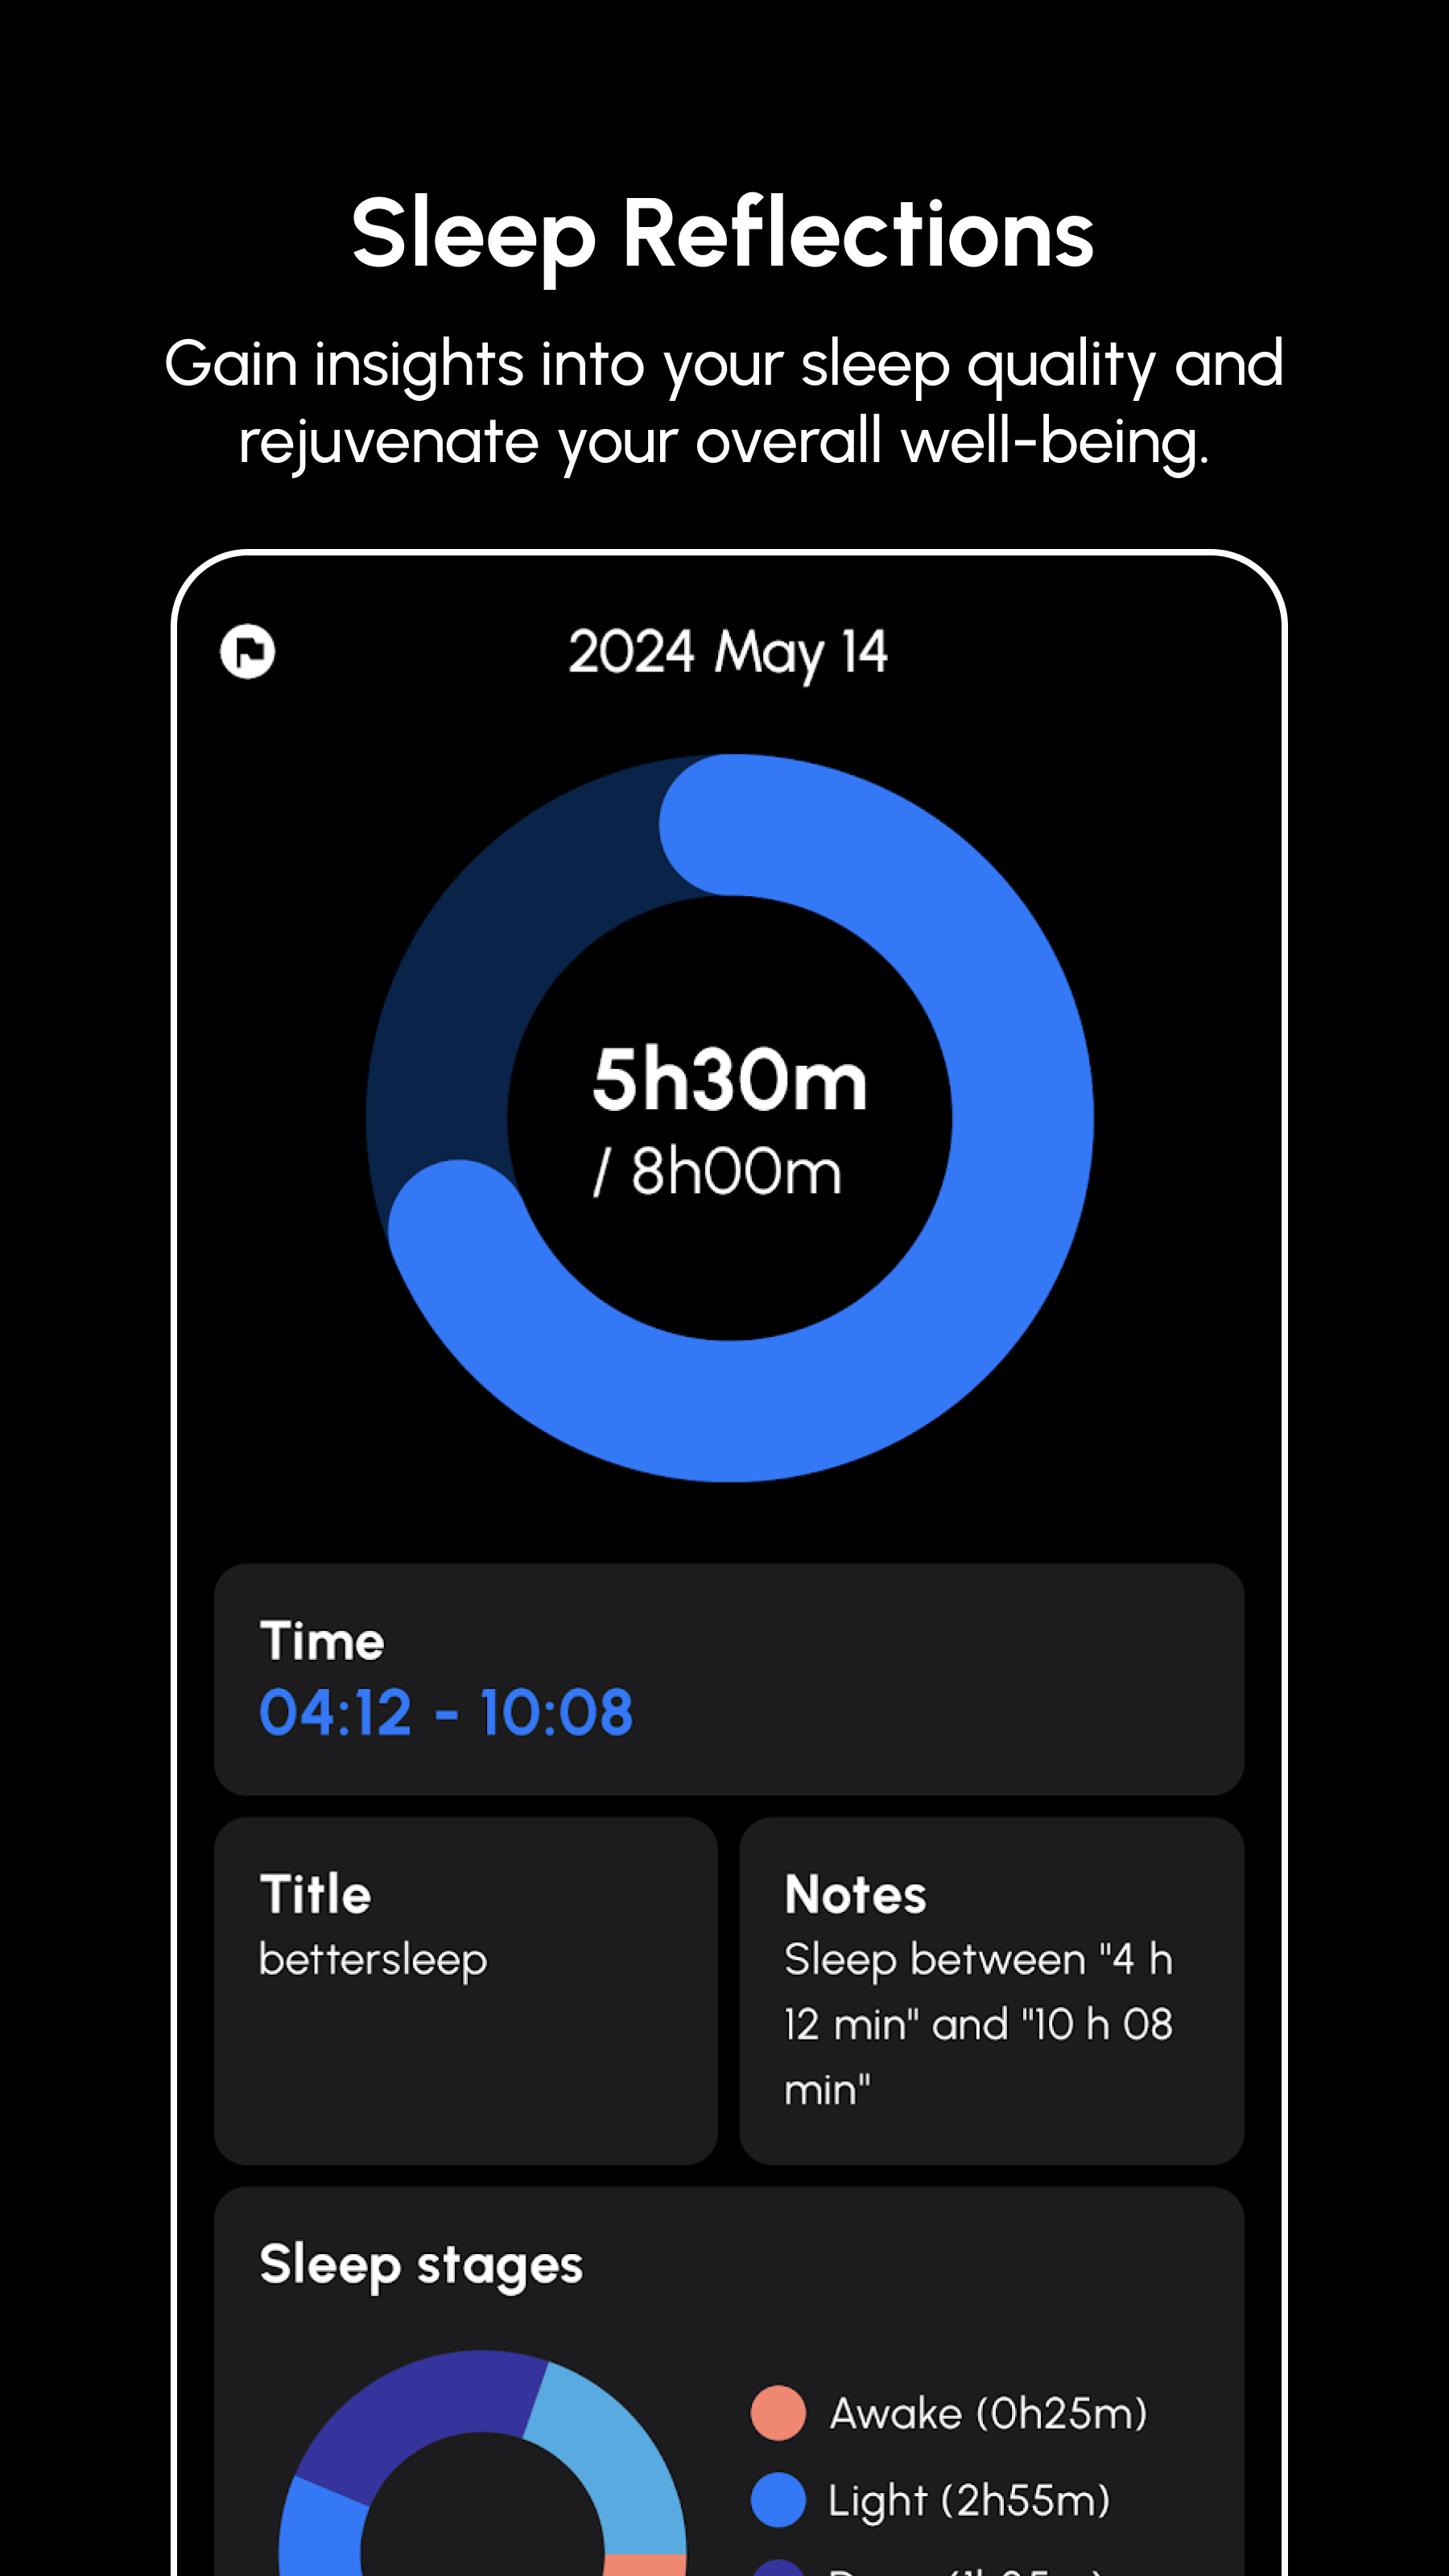 Sleep Reflections
Gain insights into your sleep quality and
rejuvenate your overall well-being.
2024 May 14
5h30m
/ 8h00m
Time
04:12 - 10:08
Title
bettersleep
Notes
Sleep between "4 h
12 min" and "10 h 08
min"
Sleep stages
Awake (0h25m)
Light (2h55m)